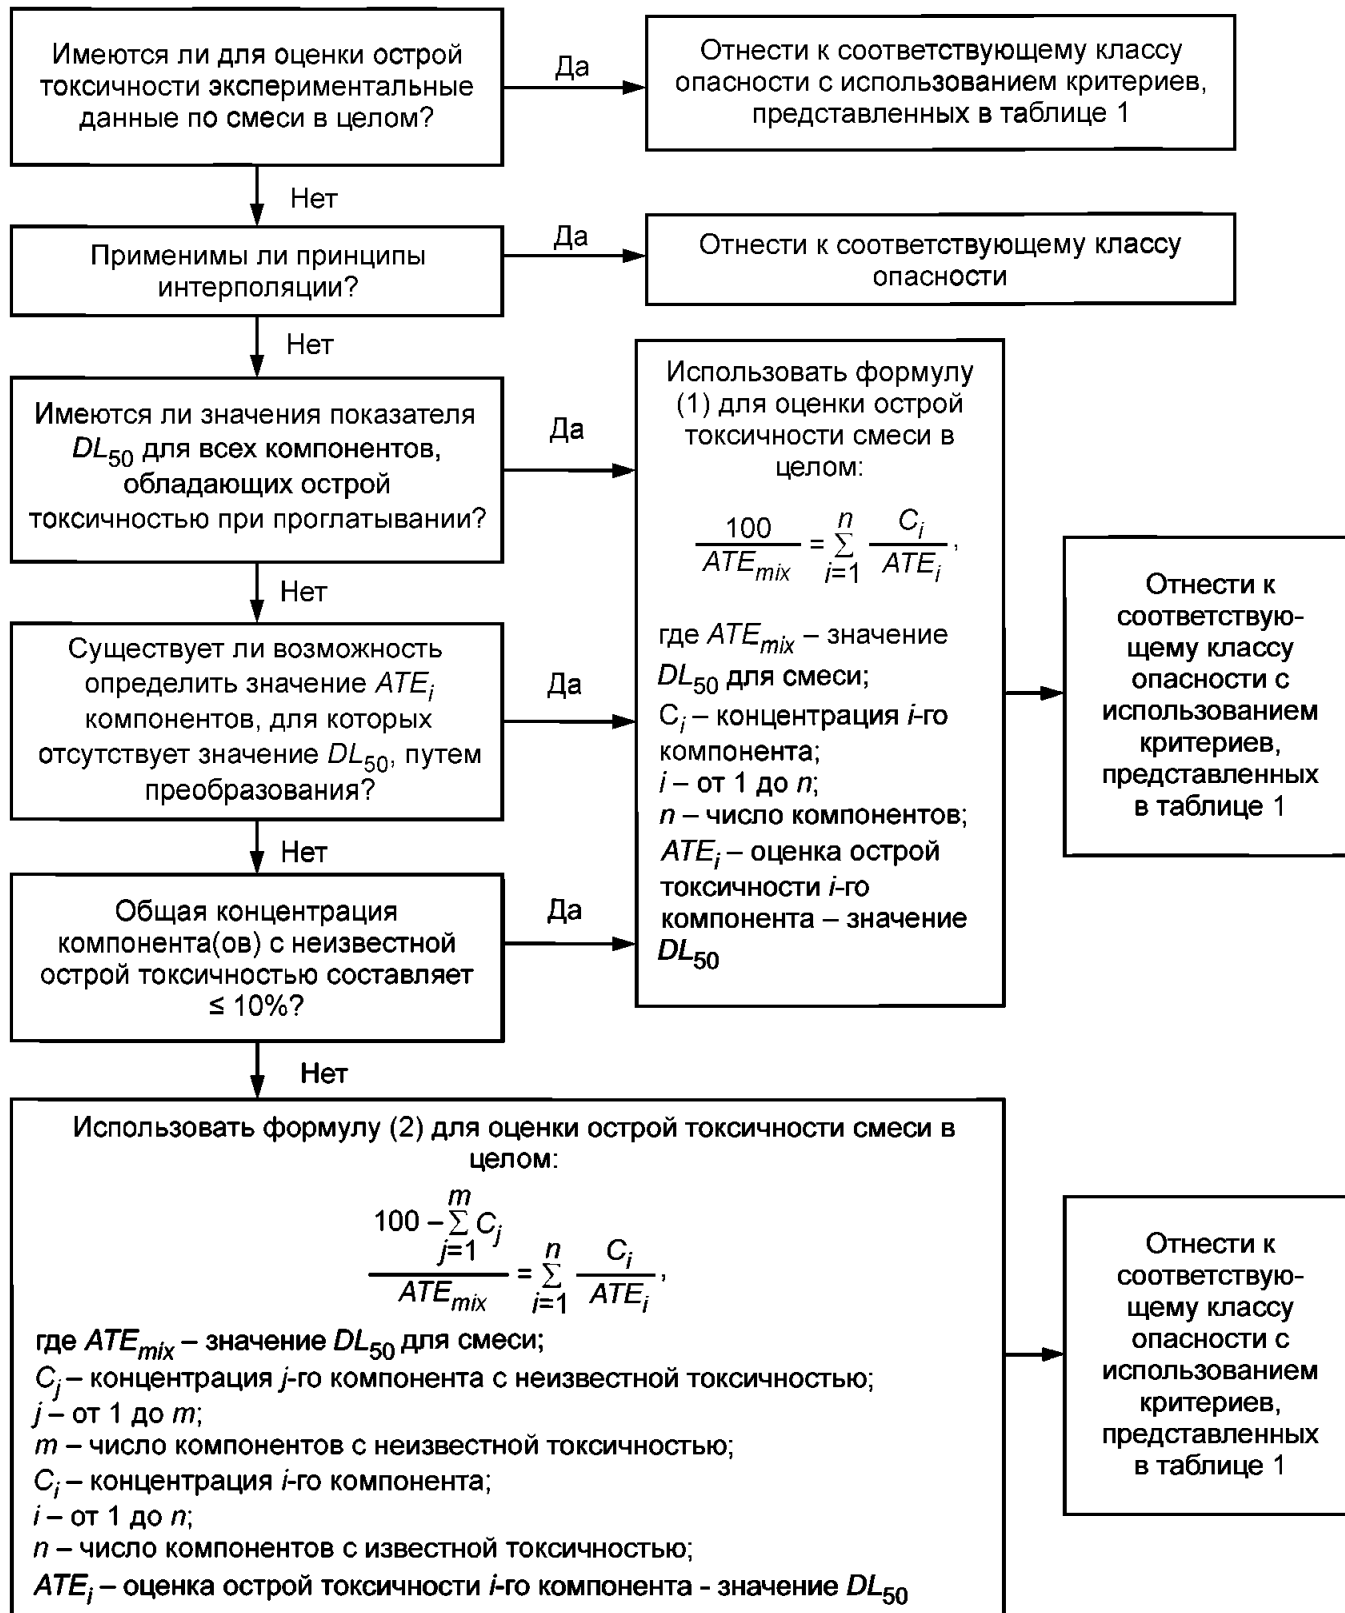 Имеются ли для оценки острой
токсичности экспериментальные
данные по смеси в целом?
Да
Отнести к соответствующему классу
опасности с использованием критериев,
представленных в таблице 1
Нет
Применимы ли принципы
интерполяции?
Да
Отнести к соответствующему классу
опасности
Нет
Имеются ли значения показателя
DL50 для всех компонентов,
обладающих острой
токсичностью при проглатывании?
Да
Нет
Существует ли возможность
определить значение ATEi
компонентов, для которых
отсутствует значение DL50, путем
преобразования?
Да
Нет
Общая концентрация
компонента(ов) с неизвестной
острой токсичностью составляет
≤ 10%?
Да
Нет
Использовать формулу
(1) для оценки острой
токсичности смеси в
целом:
100 / ATEmix = n ∑ i=1 Ci / ATEi,
где ATEmix – значение
DL50 для смеси;
Ci – концентрация i-го
компонента;
i – от 1 до n;
n – число компонентов;
ATEi – оценка острой
токсичности i-го
компонента – значение
DL50
Отнести к
соответствую-
щему классу
опасности с
использованием
критериев,
представленных
в таблице 1
Использовать формулу (2) для оценки острой токсичности смеси в
целом:
100 – m ∑ j=1 Cj / ATEmix = n ∑ i=1 Ci / ATEi,
где ATEmix – значение DL50 для смеси;
Cj – концентрация j-го компонента с неизвестной токсичностью;
j – от 1 до m;
m – число компонентов с неизвестной токсичностью;
Ci – концентрация i-го компонента;
i – от 1 до n;
n – число компонентов с известной токсичностью;
ATEi – оценка острой токсичности i-го компонента - значение DL50
Отнести к
соответствую-
щему классу
опасности с
использованием
критериев,
представленных
в таблице 1